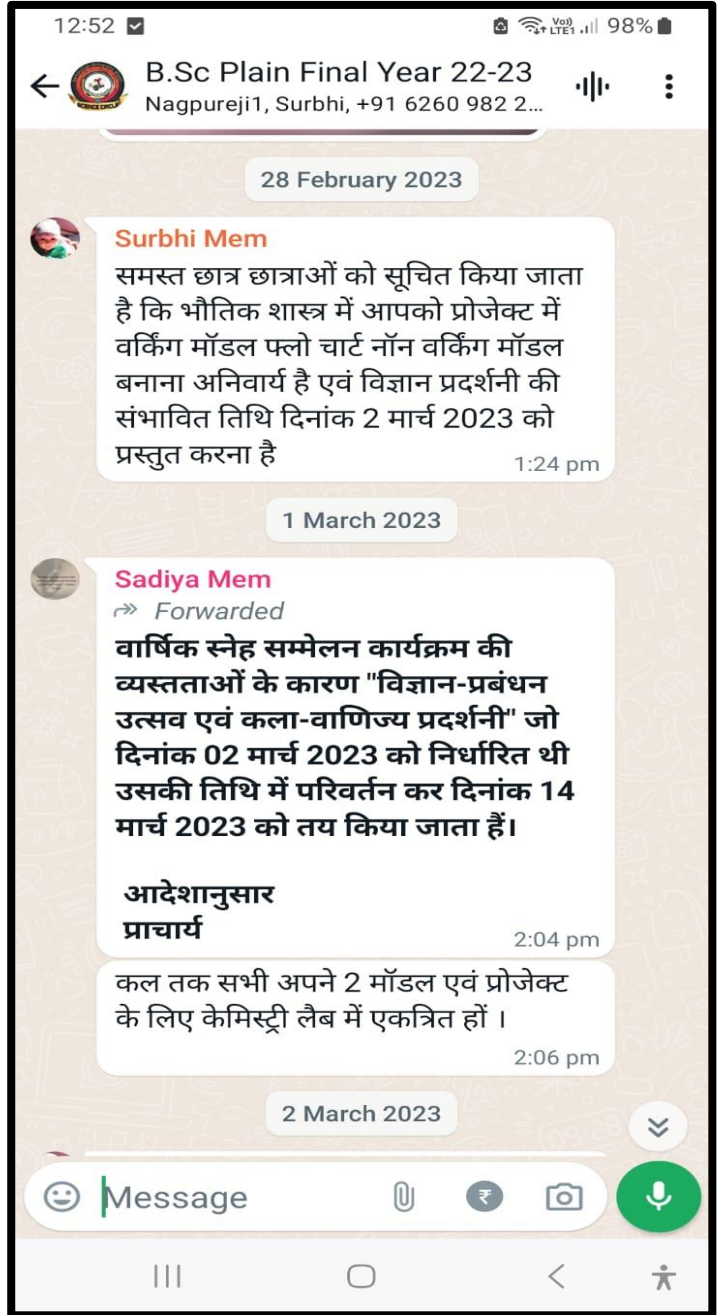 12:52
Vo)) LTE1 98%
B.Sc Plain Final Year 22-23
Nagpureji1, Surbhi, +91 6260 982 2...
28 February 2023
Surbhi Mem
समस्त छात्र छात्राओं को सूचित किया जाता
है कि भौतिक शास्त्र में आपको प्रोजेक्ट में
वर्किंग मॉडल फ्लो चार्ट नॉन वर्किंग मॉडल
बनाना अनिवार्य है एवं विज्ञान प्रदर्शनी की
संभावित तिथि दिनांक 2 मार्च 2023 को
प्रस्तुत करना है
1:24 pm
1 March 2023
Sadiya Mem
Forwarded
वार्षिक स्नेह सम्मेलन कार्यक्रम की
व्यस्तताओं के कारण "विज्ञान-प्रबंधन
उत्सव एवं कला-वाणिज्य प्रदर्शनी" जो
दिनांक 02 मार्च 2023 को निर्धारित थी
उसकी तिथि में परिवर्तन कर दिनांक 14
मार्च 2023 को तय किया जाता हैं।
आदेशानुसार
प्राचार्य
2:04 pm
कल तक सभी अपने 2 मॉडल एवं प्रोजेक्ट
के लिए केमिस्ट्री लैब में एकत्रित हों ।
2:06 pm
2 March 2023
Message